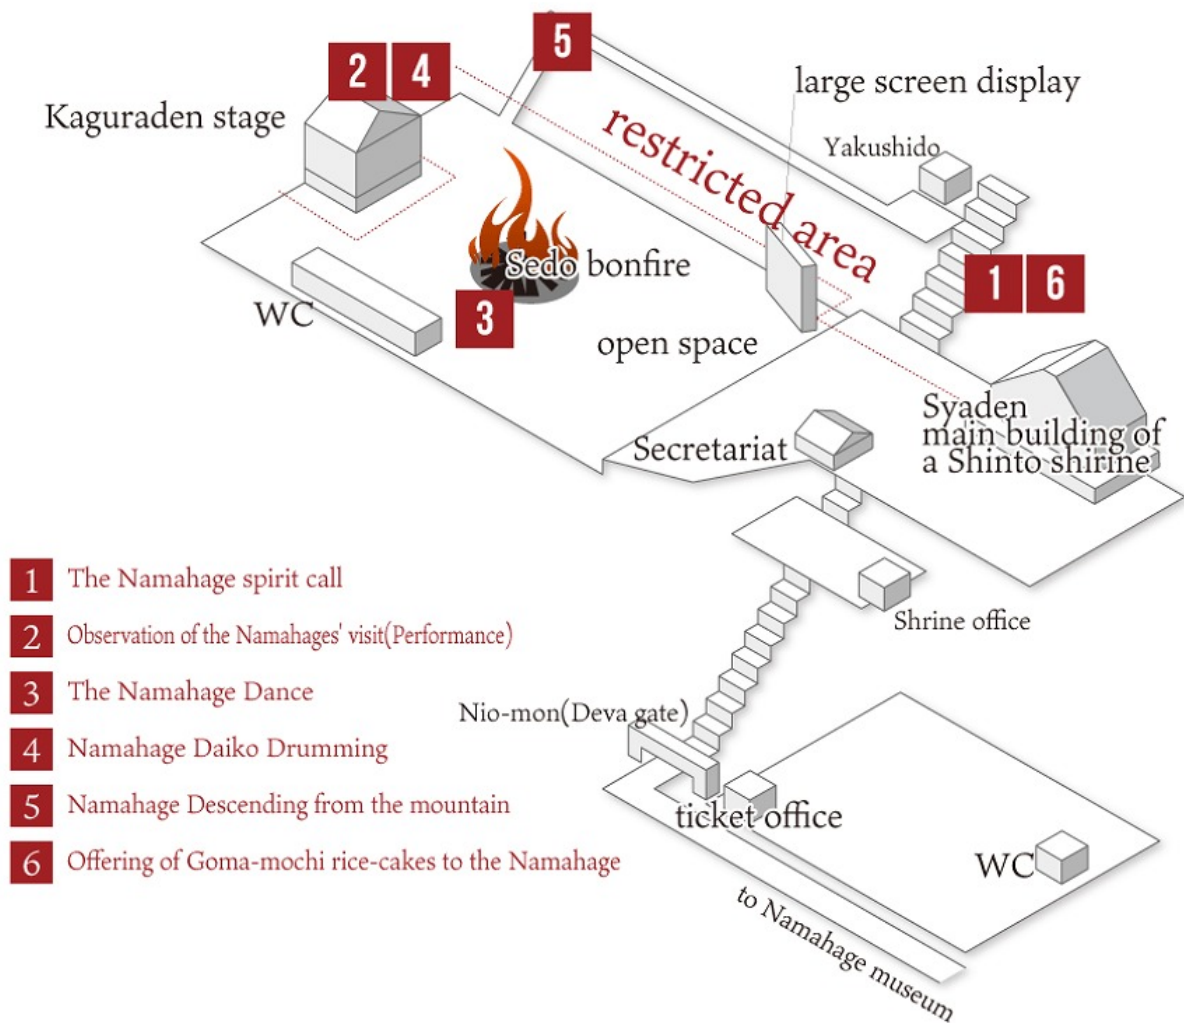 5
2 4
large screen display
Kaguraden stage
restricted area
Yakushido
Sedo bonfire
1 6
WC
3
open space
Syaden
main building of
a Shinto shirine
Secretariat
1 The Namahage spirit call
2 Observation of the Namahages' visit(Performance)
3 The Namahage Dance
4 Namahage Daiko Drumming
5 Namahage Descending from the mountain
6 Offering of Goma-mochi rice-cakes to the Namahage
Shrine office
Nio-mon(Deva gate)
ticket office
WC
to Namahage museum